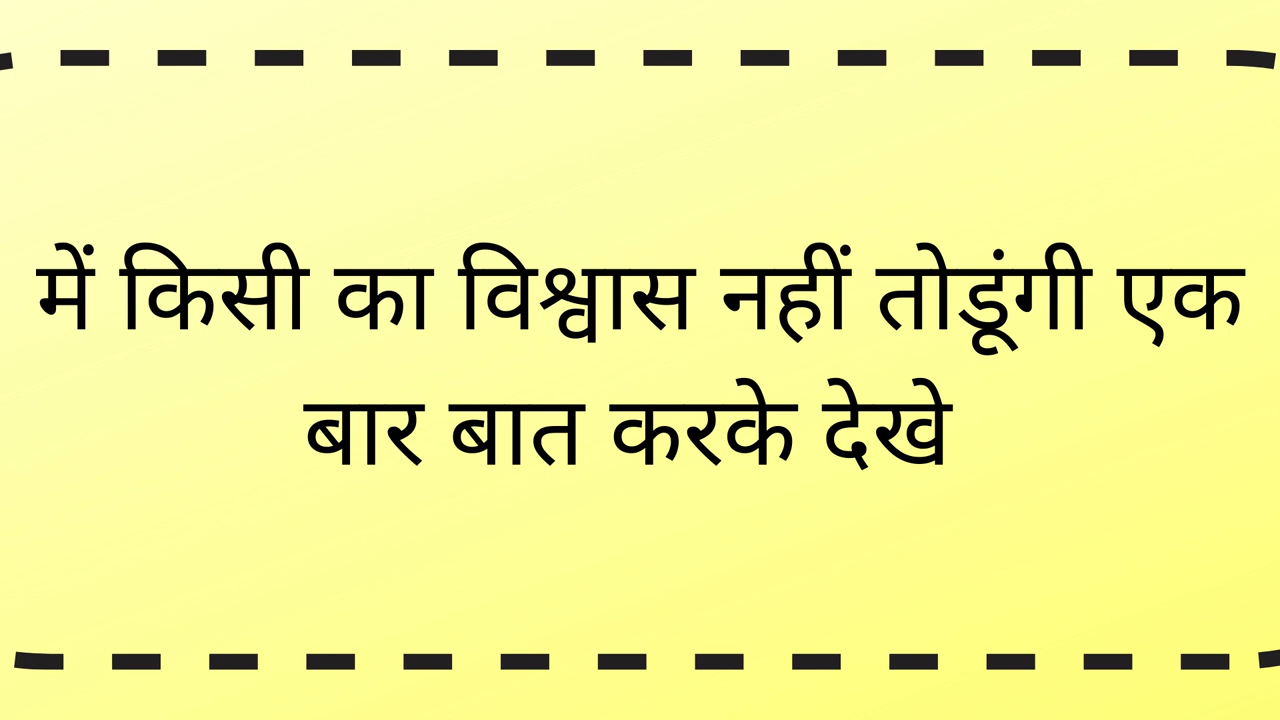 में किसी का विश्वास नहीं तोडूंगी एक
बार बात करके देखे